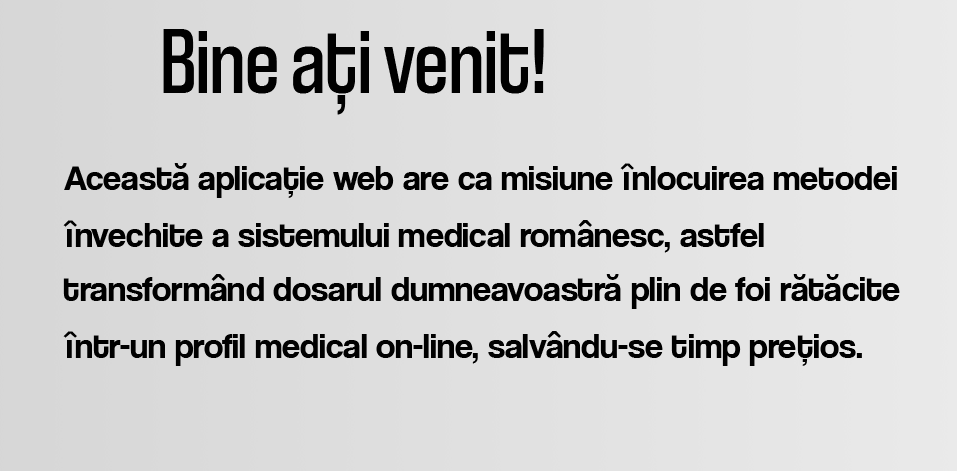 Bine ați venit!
Această aplicație web are ca misiune înlocuirea metodei
învechite a sistemului medical românesc, astfel
transformând dosarul dumneavoastră plin de foi rătăcite
într-un profil medical on-line, salvându-se timp prețios.